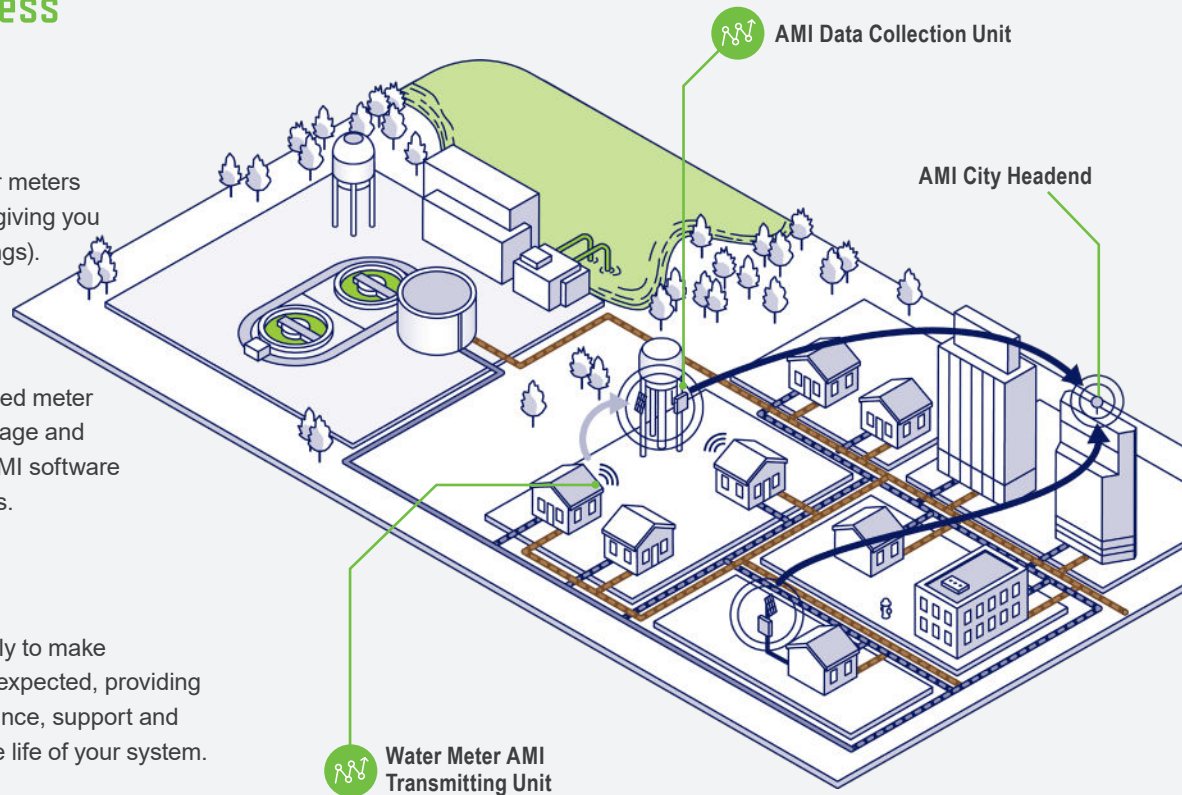 ess
r meters
giving you
ngs).
ed meter
age and
MI software
s.
ly to make
expected, providing
nce, support and
e life of your system.
AMI Data Collection Unit
AMI City Headend
Water Meter AMI
Transmitting Unit